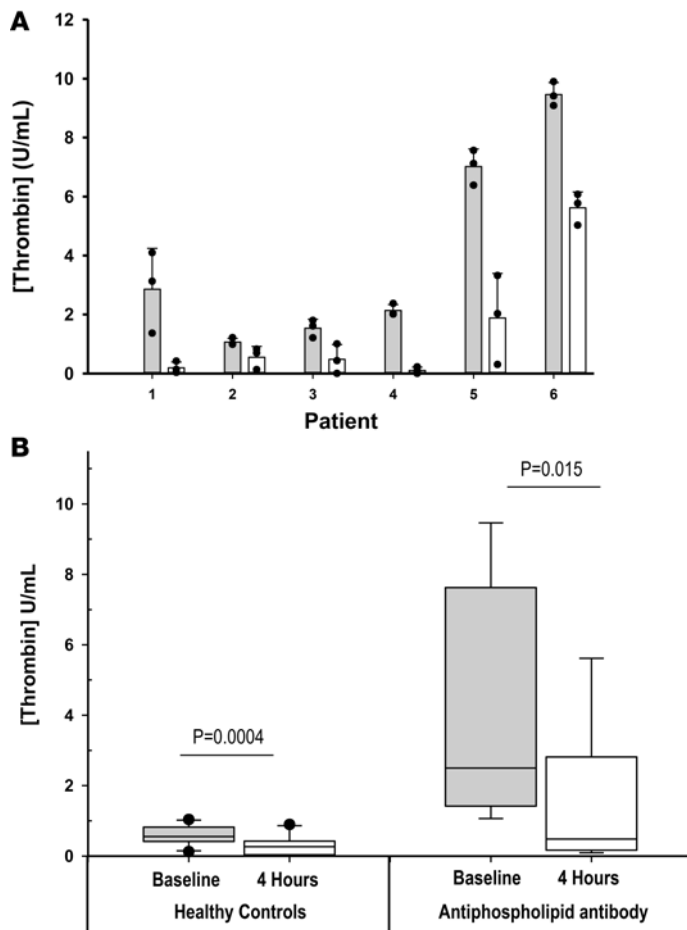 A
12
10
8
6
4
2
0
[Thrombin] (U/mL)
1 2 3 4 5 6
Patient
B
P=0.015
10
8
6
4
2
0
[Thrombin] U/mL
P=0.0004
Baseline 4 Hours Baseline 4 Hours
Healthy Controls Antiphospholipid antibody